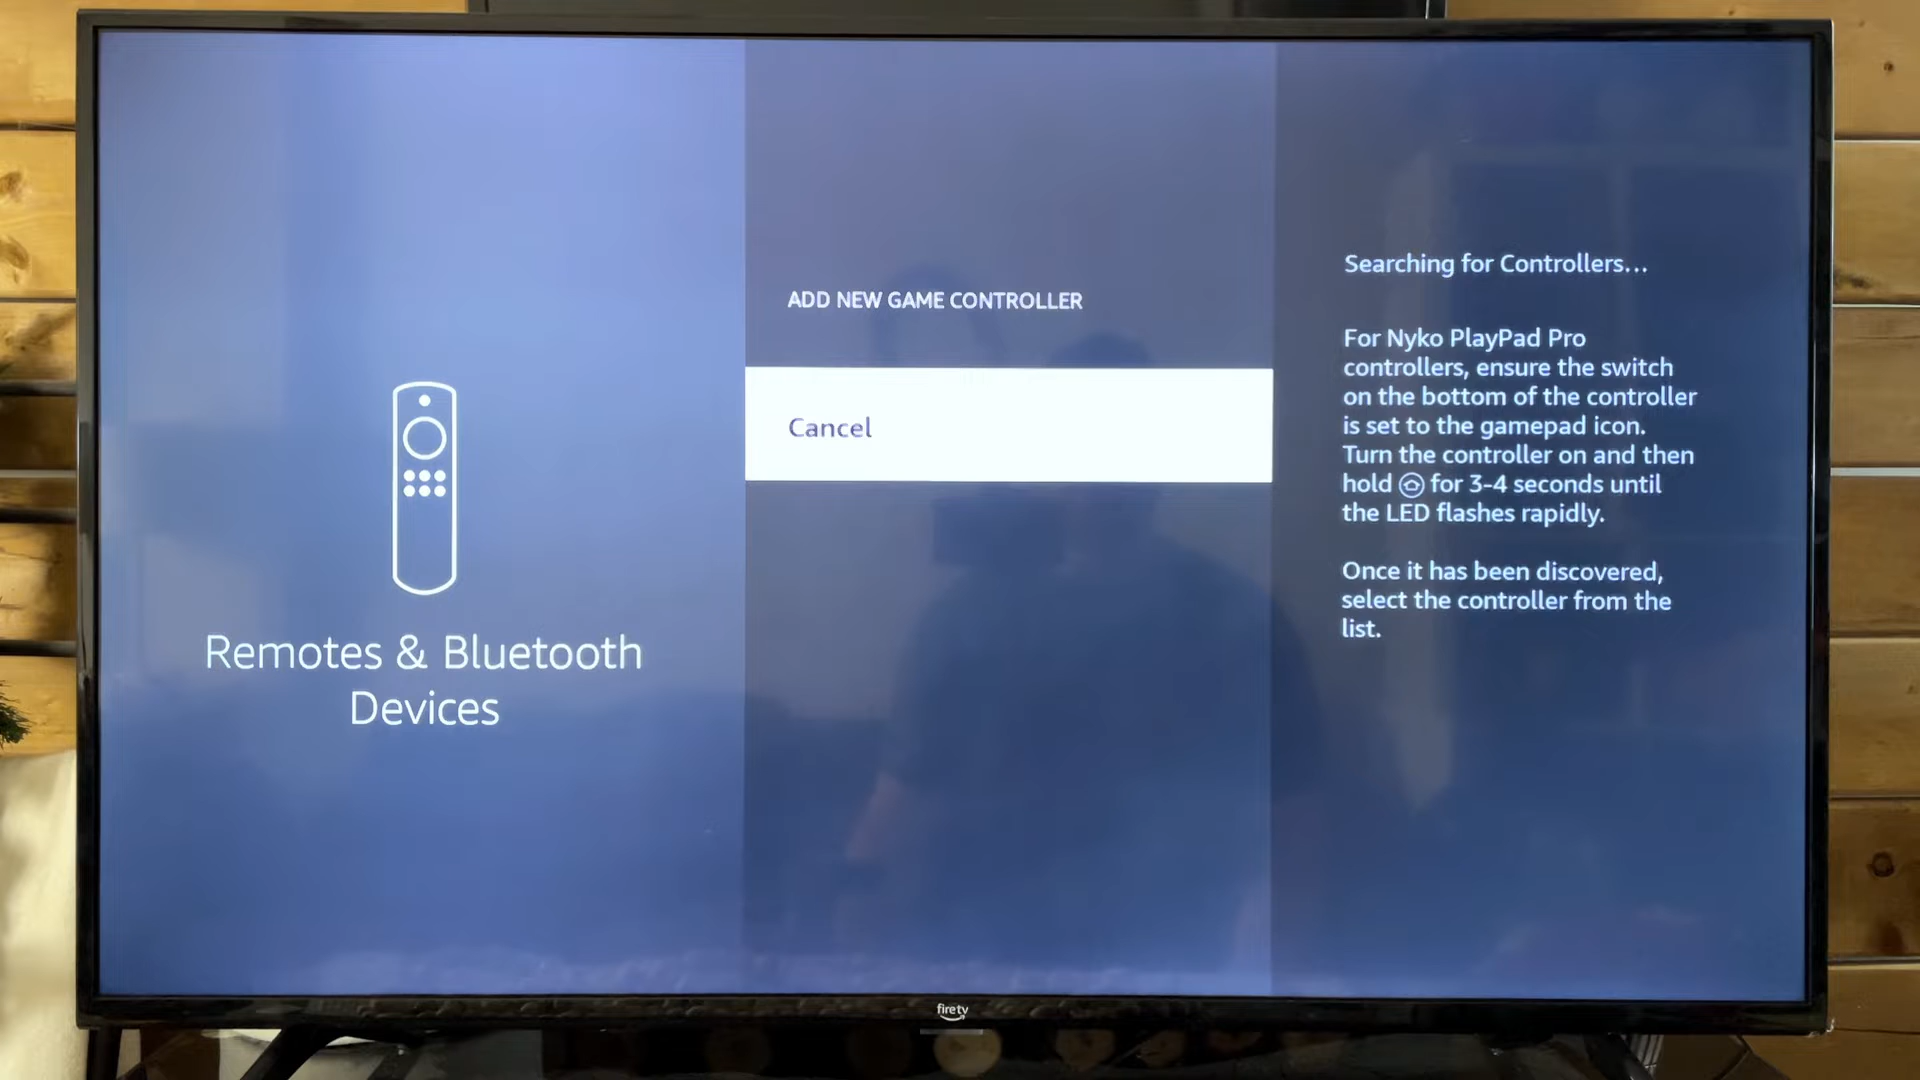 Remotes & Bluetooth
Devices
ADD NEW GAME CONTROLLER
Cancel
Searching for Controllers...
For Nyko PlayPad Pro
controllers, ensure the switch
on the bottom of the controller
is set to the gamepad icon.
Turn the controller on and then
hold for 3-4 seconds until
the LED flashes rapidly.
Once it has been discovered,
select the controller from the
list.
firetv